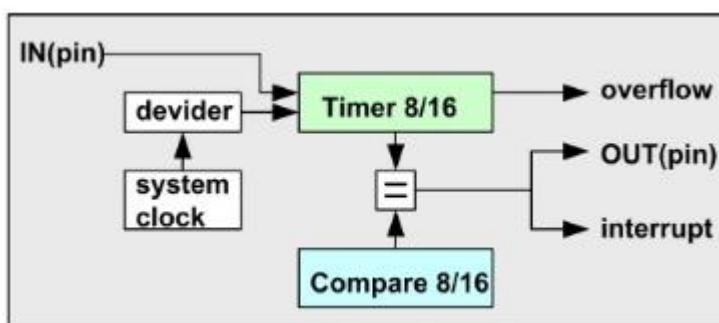 IN(pin)
devider
Timer 8/16
overflow
OUT(pin)
system
clock
=
interrupt
Compare 8/16